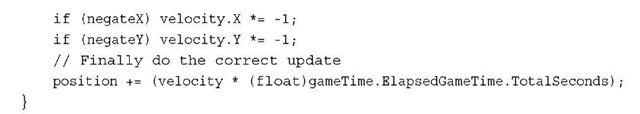 if (negateX) velocity.X *= -1;
if (negateY) velocity.Y *= -1;
// Finally do the correct update
position += (velocity * (float)gameTime.ElapsedGameTime.TotalSeconds);
}